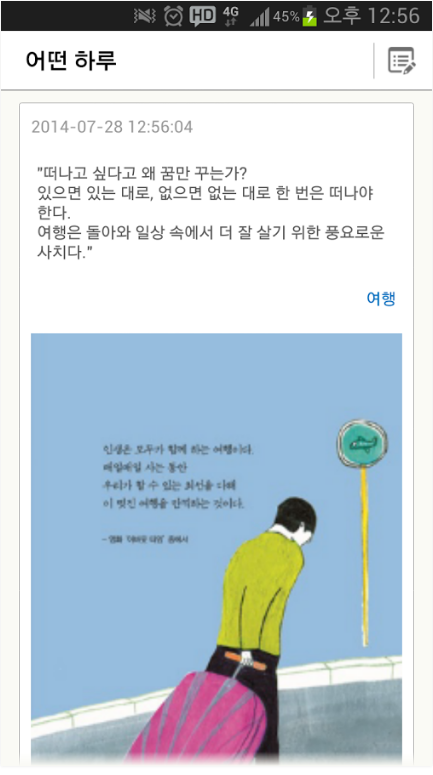 HD 4G 45% 오후 12:56
어떤 하루
2014-07-28 12:56:04
"떠나고 싶다고 왜 꿈만 꾸는가?
있으면 있는 대로, 없으면 없는 대로 한 번은 떠나야
한다.
여행은 돌아와 일상 속에서 더 잘 살기 위한 풍요로운
사치다."
여행
인생은 모두가 함께 하는 여행이다.
매일매일 사는 동안
우리가 할 수 있는 최선을 다해
이 멋진 여행을 만끽하는 것이다.
- 영화 '어바웃 타임' 중에서